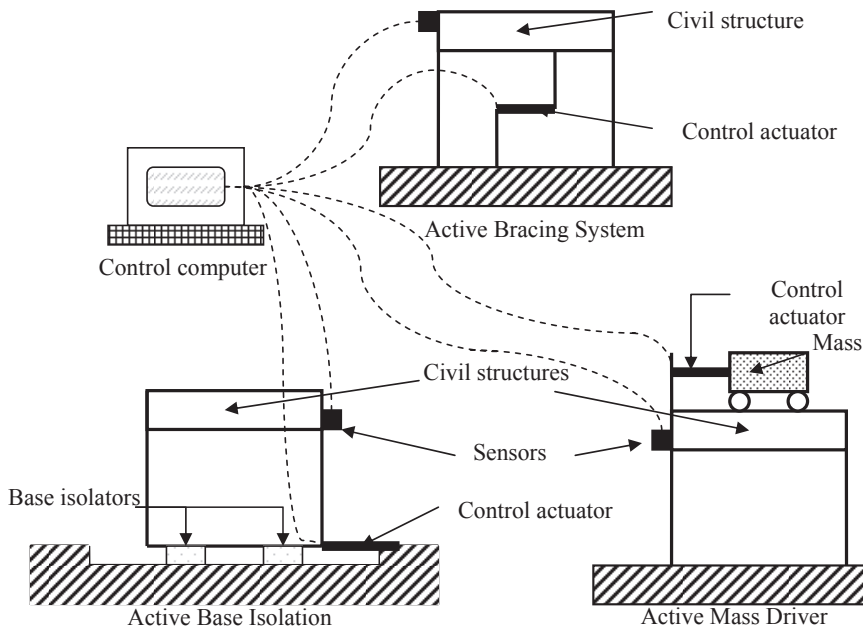 Civil structure
Control actuator
Active Bracing System
Control computer
Control
actuator
Mass
Civil structures
Sensors
Base isolators
Control actuator
Active Base Isolation
Active Mass Driver